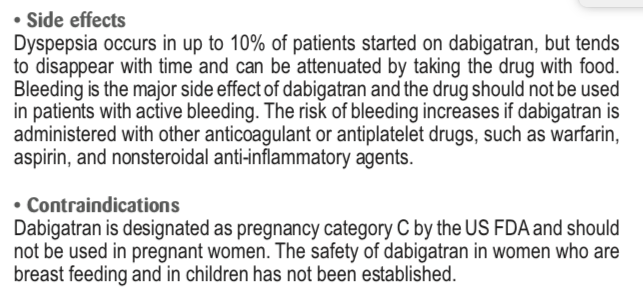 • Side effects
Dyspepsia occurs in up to 10% of patients started on dabigatran, but tends
to disappear with time and can be attenuated by taking the drug with food.
Bleeding is the major side effect of dabigatran and the drug should not be used
in patients with active bleeding. The risk of bleeding increases if dabigatran is
administered with other anticoagulant or antiplatelet drugs, such as warfarin,
aspirin, and nonsteroidal anti-inflammatory agents.
• Contraindications
Dabigatran is designated as pregnancy category C by the US FDA and should
not be used in pregnant women. The safety of dabigatran in women who are
breast feeding and in children has not been established.